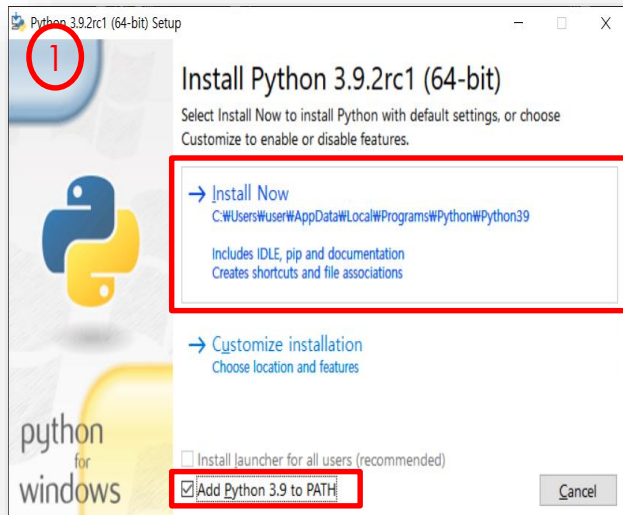 Python 3.9.2rc1 (64-bit) Setup
1
Install Python 3.9.2rc1 (64-bit)
Select Install Now to install Python with default settings, or choose
Customize to enable or disable features.
Install Now
C:₩Users₩user₩AppData₩Local₩Programs₩Python₩Python39
Includes IDLE, pip and documentation
Creates shortcuts and file associations
Customize installation
Choose location and features
python
for
windows
Install launcher for all users (recommended)
Add Python 3.9 to PATH
Cancel